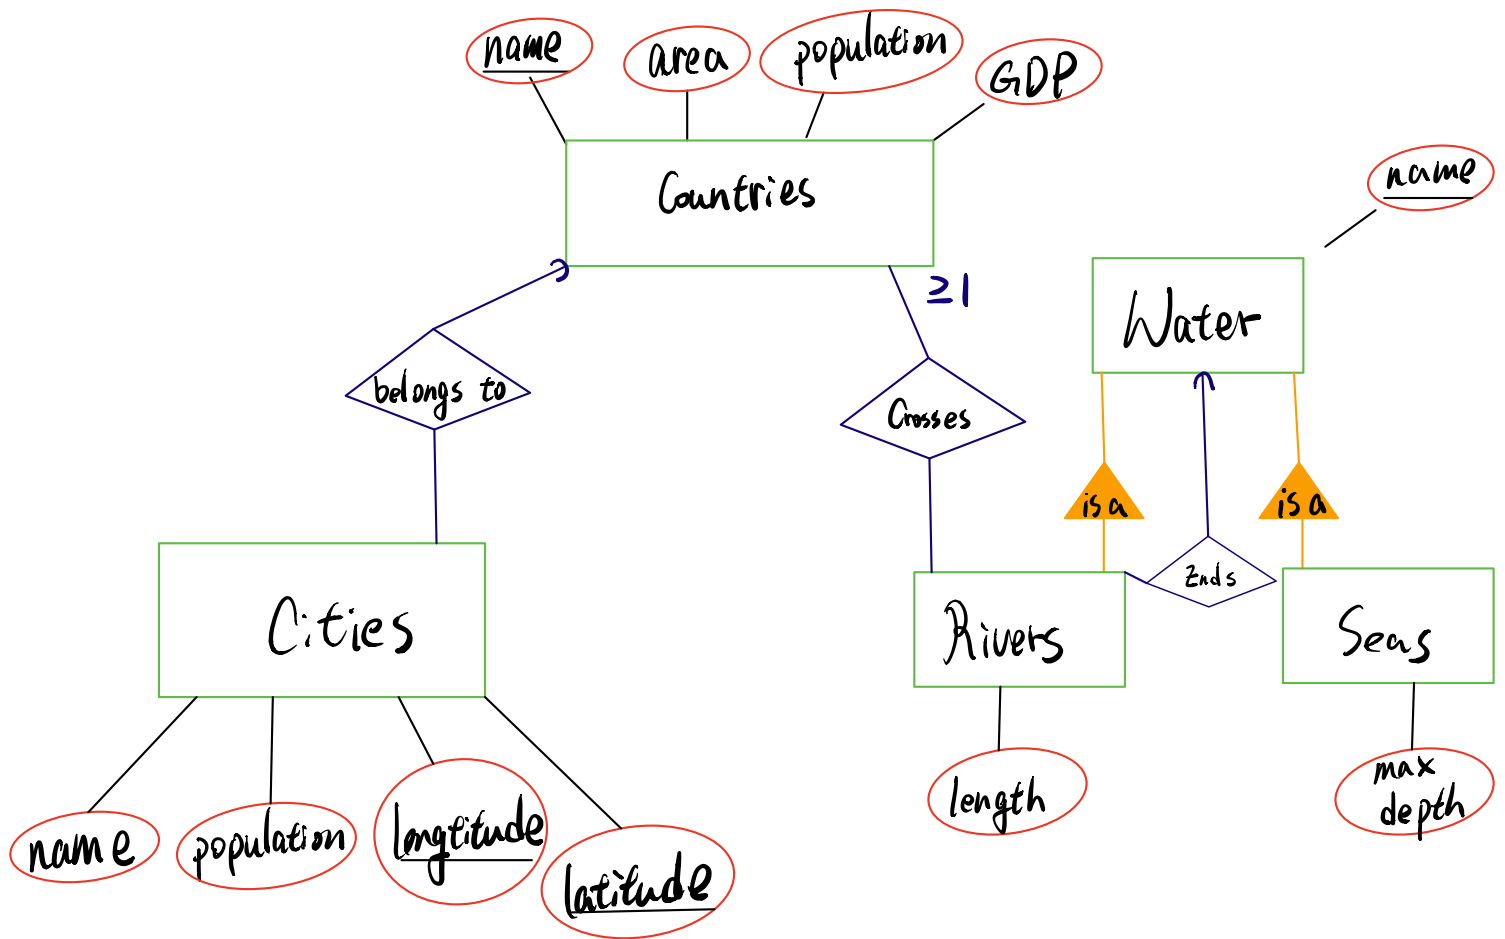 name
area
population
GDP
Countries
name
≥1
Water
belongs to
Crosses
is a
is a
Ends
Cities
Rivers
Seas
name
population
longtitude
latitude
length
max
depth